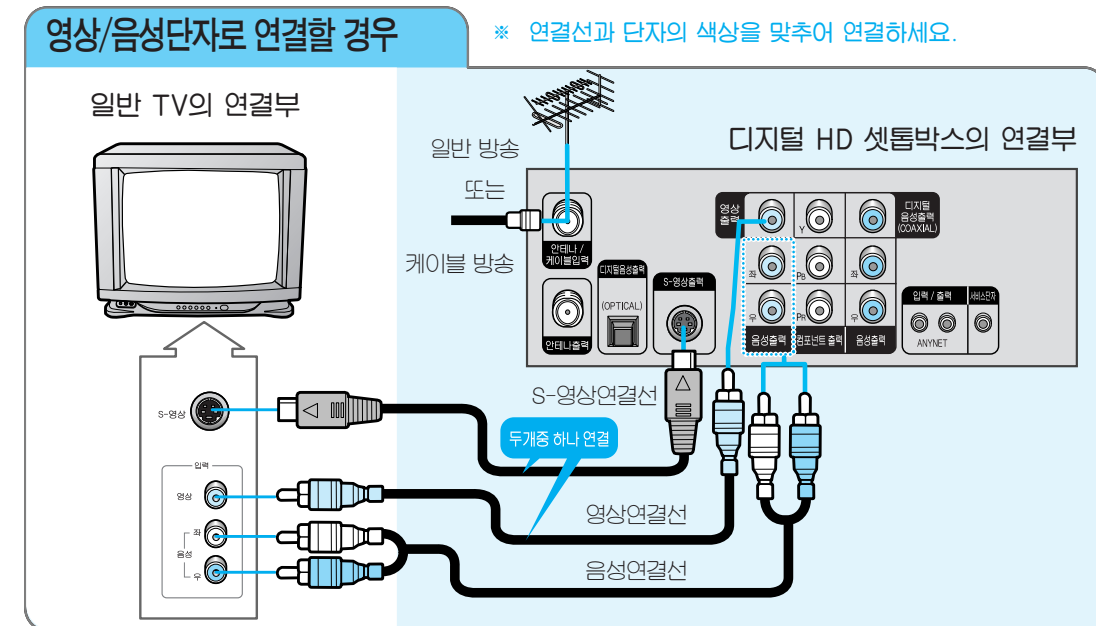 영상/음성단자로 연결할 경우
※ 연결선과 단자의 색상을 맞추어 연결하세요.
일반 TV의 연결부
디지털 HD 셋톱박스의 연결부
일반 방송
또는
케이블 방송
안테나 /
케이블입력
안테나출력
디지털음성출력
(OPTICAL)
S-영상출력
영상
출력
Y
디지털
음성출력
(COAXIAL)
좌
PB
좌
우
PR
우
음성출력
컴포넌트 출력
음성출력
입력 / 출력
서비스단자
ANYNET
S-영상
S-영상연결선
두개중 하나 연결
입력
영상
영상연결선
좌
음성
우
음성연결선